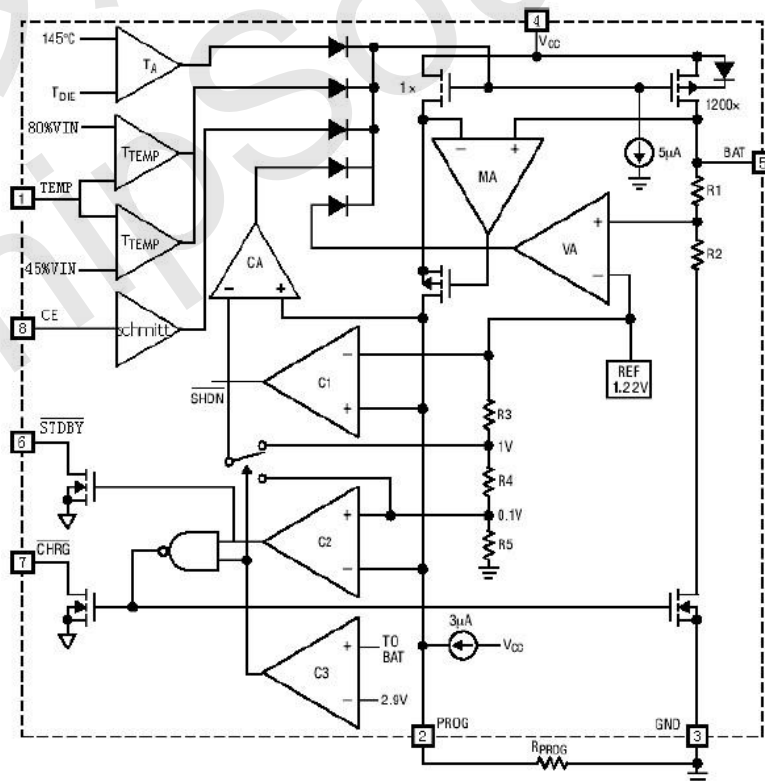 4
VCC
145°C
TA
TDIE
1×
1200×
80%VIN
TTEMP
5µA
BAT
5
MA
1
TEMP
R1
TTEMP
VA
R2
45%VIN
CA
8
CE
schmitt
REF
1.22V
C1
SHDN
R3
6
STDBY
1V
R4
C2
0.1V
7
CHRG
R5
3µA
VCC
TO
BAT
C3
2.9V
PROG
GND
2
3
RPROG